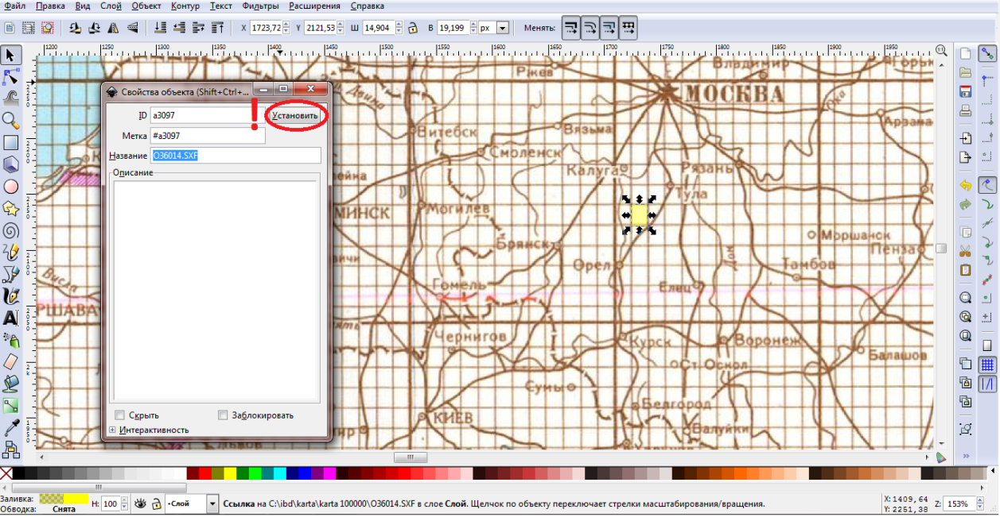 Файл Правка Вид Слой Объект Контур Текст Фильтры Расширения Справка
X 1723,72 Y 2121,53 Ш 14,904 В 19,199 px Менять:
1200 1250 1300 1350 1400 1450 1500 1550 1600 1650 1700 1750 1800 1850 1900 1950
Свойства объекта (Shift+Ctrl+...
ID a3097 ! Установить
Метка #a3097
Название O36014.SXF
Описание
Скрыть Заблокировать
Интерактивность
Ржев
Владимир
МОСКВА
Ока
Двина
Витебск
Вязьма
Арзама
Смоленск
Калуга
Рязань
Тула
МИНСК
Могилев
Моршанск
Брянск
Пенза
Орел
Дон
Тамбов
Висла
Гомель
Елец
РШАВА
Чернигов
Курск
Воронеж
Балашов
Ст. Оскол
Сумы
Белгород
КИЕВ
Валуйки
Заливка:
Обводка: Снята
Н: 100
•Слой
Ссылка на C:\ibd\karta\karta 100000\O36014.SXF в слое Слой. Щелчок по объекту переключает стрелки масштабирования/вращения.
X: 1409,64
Y: 2251,38
Z: 153%